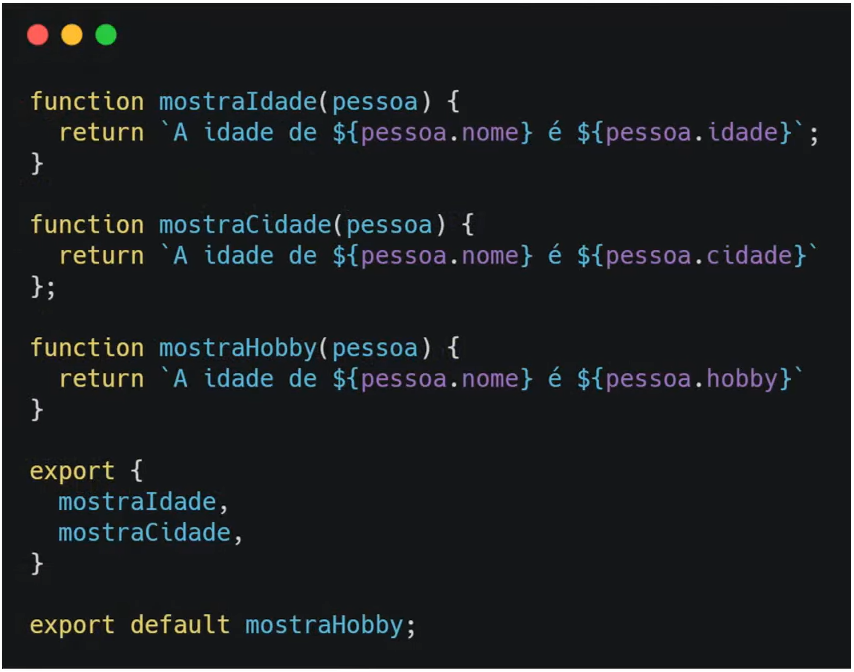 function mostraIdade(pessoa) {
  return `A idade de ${pessoa.nome} é ${pessoa.idade}`;
}
function mostraCidade(pessoa) {
  return `A idade de ${pessoa.nome} é ${pessoa.cidade}`
};
function mostraHobby(pessoa) {
  return `A idade de ${pessoa.nome} é ${pessoa.hobby}`
}
export {
  mostraIdade,
  mostraCidade,
}
export default mostraHobby;